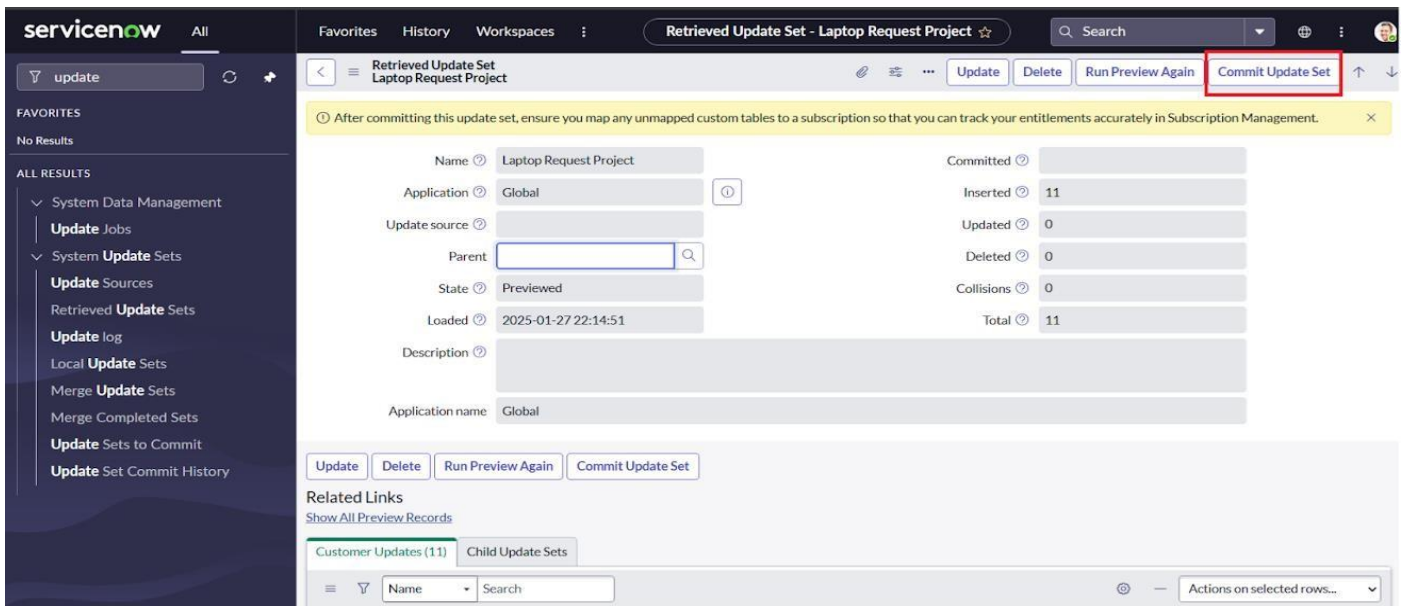 servicenow All Favorites History Workspaces Retrieved Update Set - Laptop Request Project Search
update
FAVORITES
No Results
ALL RESULTS
System Data Management
Update Jobs
System Update Sets
Update Sources
Retrieved Update Sets
Update log
Local Update Sets
Merge Update Sets
Merge Completed Sets
Update Sets to Commit
Update Set Commit History
Retrieved Update Set
Laptop Request Project
Update Delete Run Preview Again Commit Update Set
After committing this update set, ensure you map any unmapped custom tables to a subscription so that you can track your entitlements accurately in Subscription Management.
Name Laptop Request Project
Application Global
Update source
Parent
State Previewed
Loaded 2025-01-27 22:14:51
Committed
Inserted 11
Updated 0
Deleted 0
Collisions 0
Total 11
Description
Application name Global
Update Delete Run Preview Again Commit Update Set
Related Links
Show All Preview Records
Customer Updates (11) Child Update Sets
Name Search Actions on selected rows...